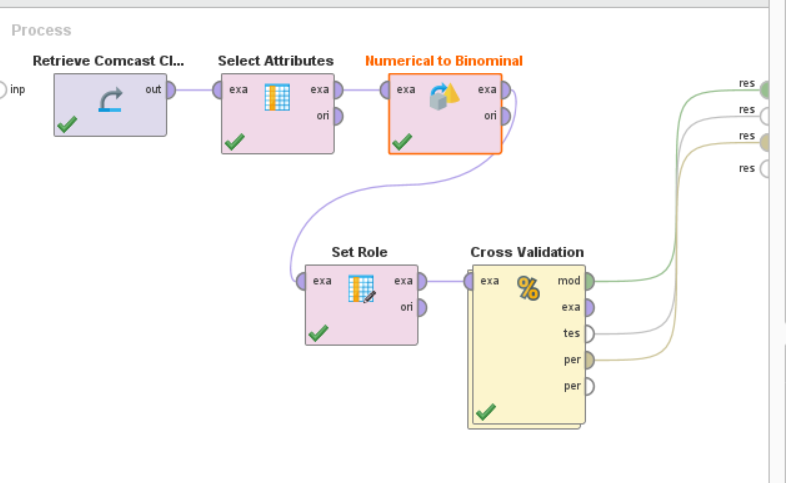 Process
Retrieve Comcast Cl...
Select Attributes
Numerical to Binominal
inp
out
exa
exa
ori
exa
exa
ori
res
res
res
res
Set Role
Cross Validation
exa
exa
ori
exa
%
mod
exa
tes
per
per